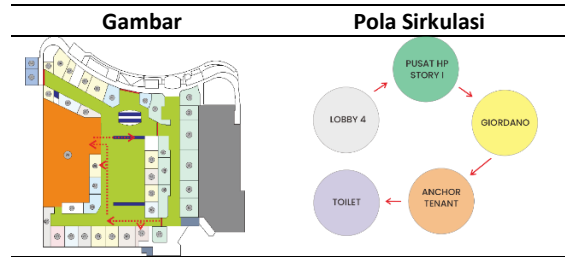 Gambar
Pola Sirkulasi
PUSAT HP
STORY I
LOBBY 4
GIORDANO
TOILET
ANCHOR
TENANT